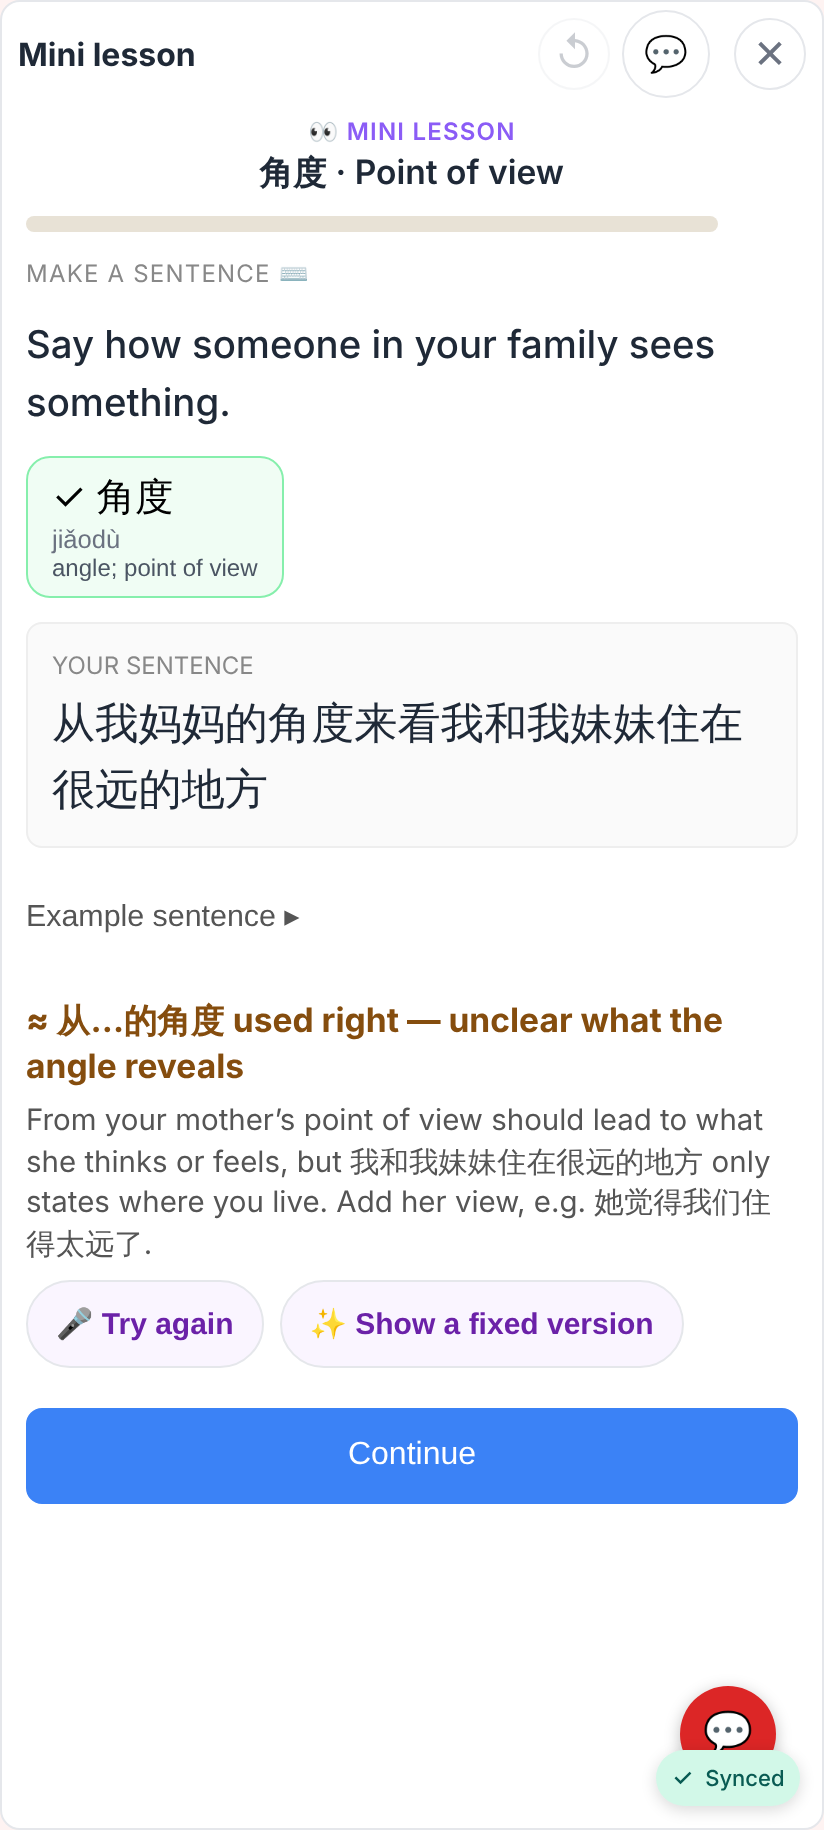 Mini lesson
👀 MINI LESSON
角度 · Point of view
MAKE A SENTENCE ⌨️
Say how someone in your family sees
something.
✓ 角度
jiǎodù
angle; point of view
YOUR SENTENCE
从我妈妈的角度来看我和我妹妹住在
很远的地方
Example sentence ▸
≈ 从…的角度 used right — unclear what the
angle reveals
From your mother’s point of view should lead to what
she thinks or feels, but 我和我妹妹住在很远的地方 only
states where you live. Add her view, e.g. 她觉得我们住
得太远了.
🎤 Try again
✨ Show a fixed version
Continue
✓ Synced